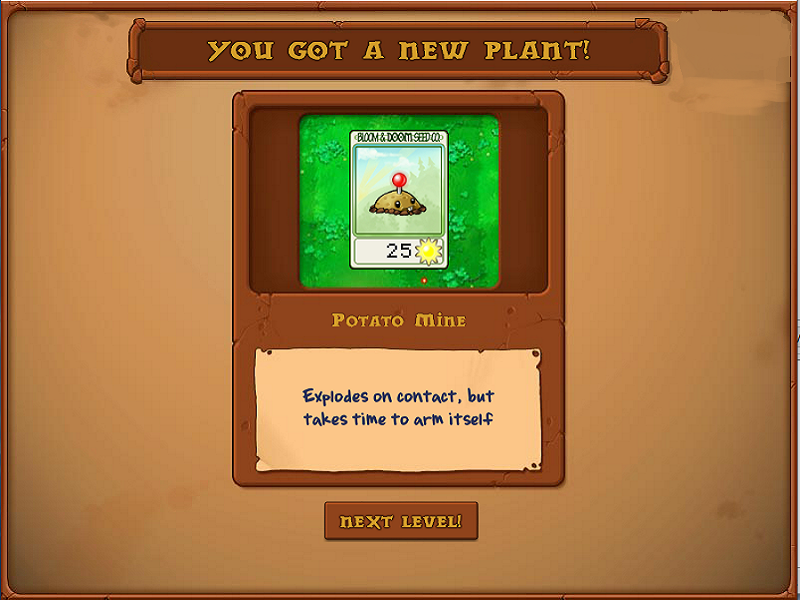 YOU GOT A NEW PLANT!
BLOOM & DOOM SEED CO.
25
Potato Mine
Explodes on contact, but
takes time to arm itself
NEXT LEVEL!